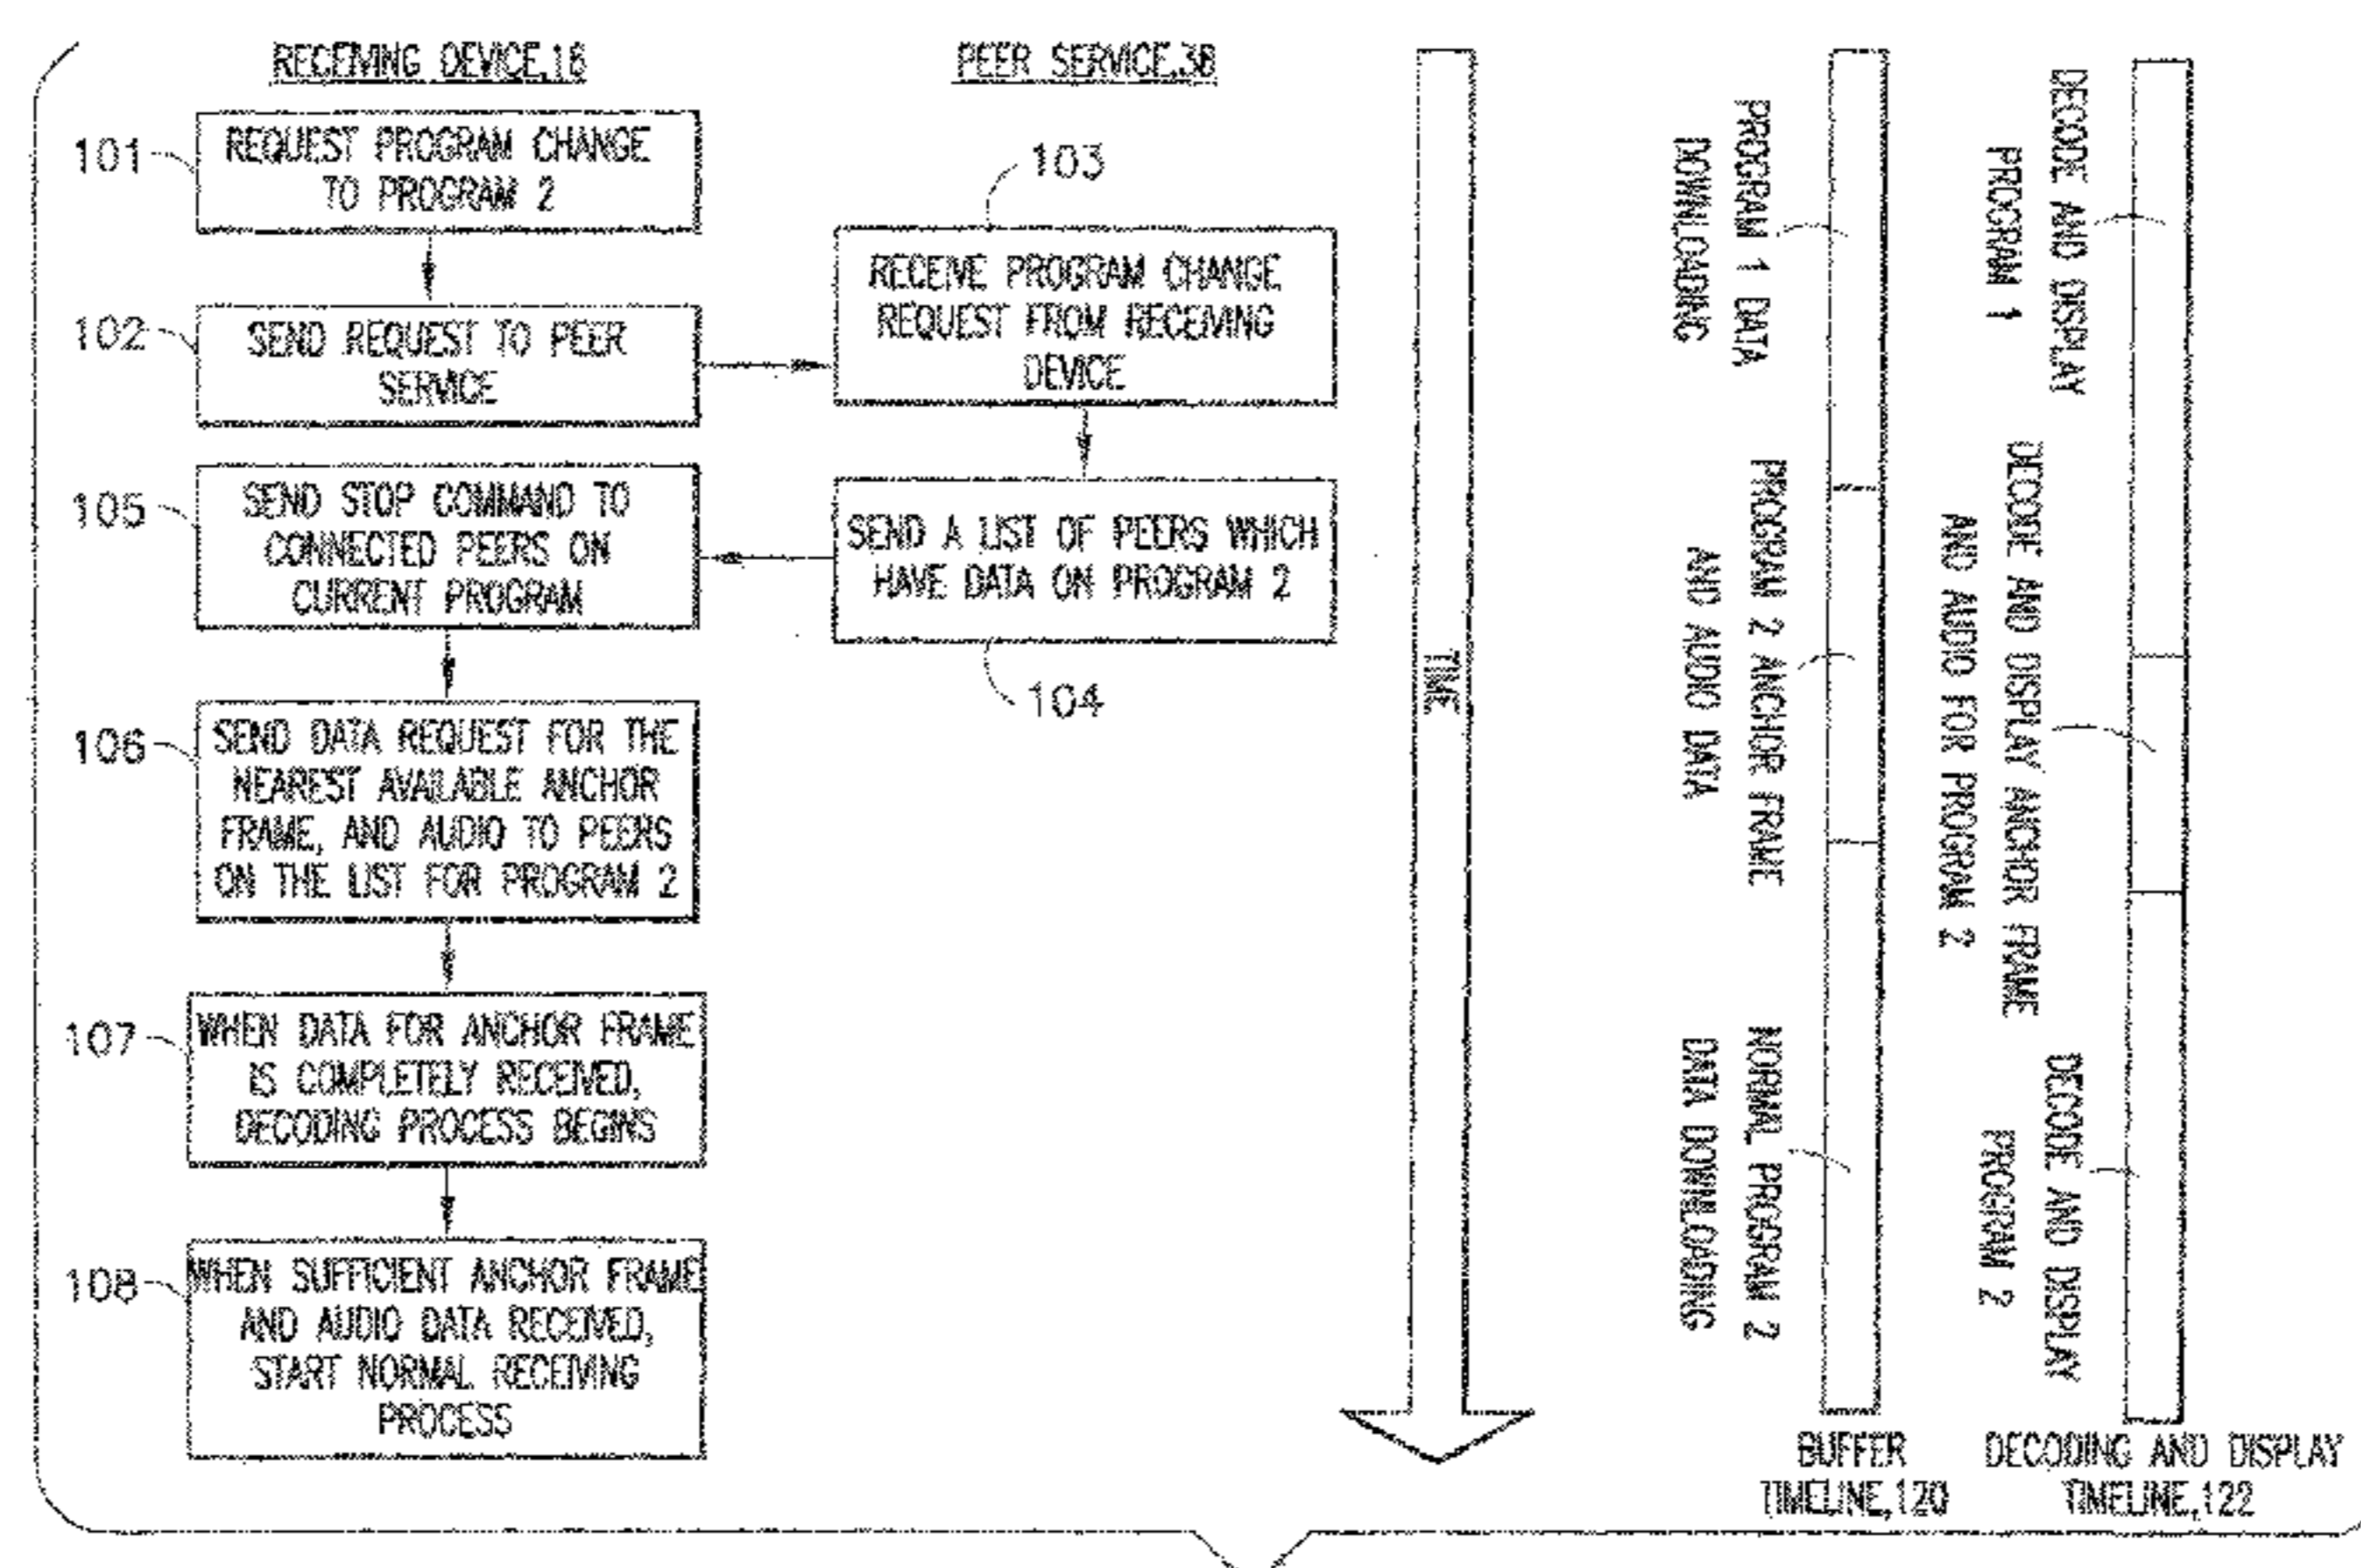 RECEIVING DEVICE,16
101
REQUEST PROGRAM CHANGE
TO PROGRAM 2
102
SEND REQUEST TO PEER
SERVICE
105
SEND STOP COMMAND TO
CONNECTED PEERS ON
CURRENT PROGRAM
106
SEND DATA REQUEST FOR THE
NEAREST AVAILABLE ANCHOR
FRAME, AND AUDIO TO PEERS
ON THE LIST FOR PROGRAM 2
107
WHEN DATA FOR ANCHOR FRAME
IS COMPLETELY RECEIVED,
DECODING PROCESS BEGINS
108
WHEN SUFFICIENT ANCHOR FRAME
AND AUDIO DATA RECEIVED,
START NORMAL RECEIVING
PROCESS
PEER SERVICE,36
103
RECEIVE PROGRAM CHANGE
REQUEST FROM RECEIVING
DEVICE
SEND A LIST OF PEERS WHICH
HAVE DATA ON PROGRAM 2
104
TIME
PROGRAM 1 DATA
DOWNLOADING
PROGRAM 2 ANCHOR FRAME
AND AUDIO DATA
NORMAL PROGRAM 2
DATA DOWNLOADING
BUFFER
TIMELINE,120
DECODE AND DISPLAY
PROGRAM 1
DECODE AND DISPLAY ANCHOR FRAME
AND AUDIO FOR PROGRAM 2
DECODE AND DISPLAY
PROGRAM 2
DECODING AND DISPLAY
TIMELINE,122